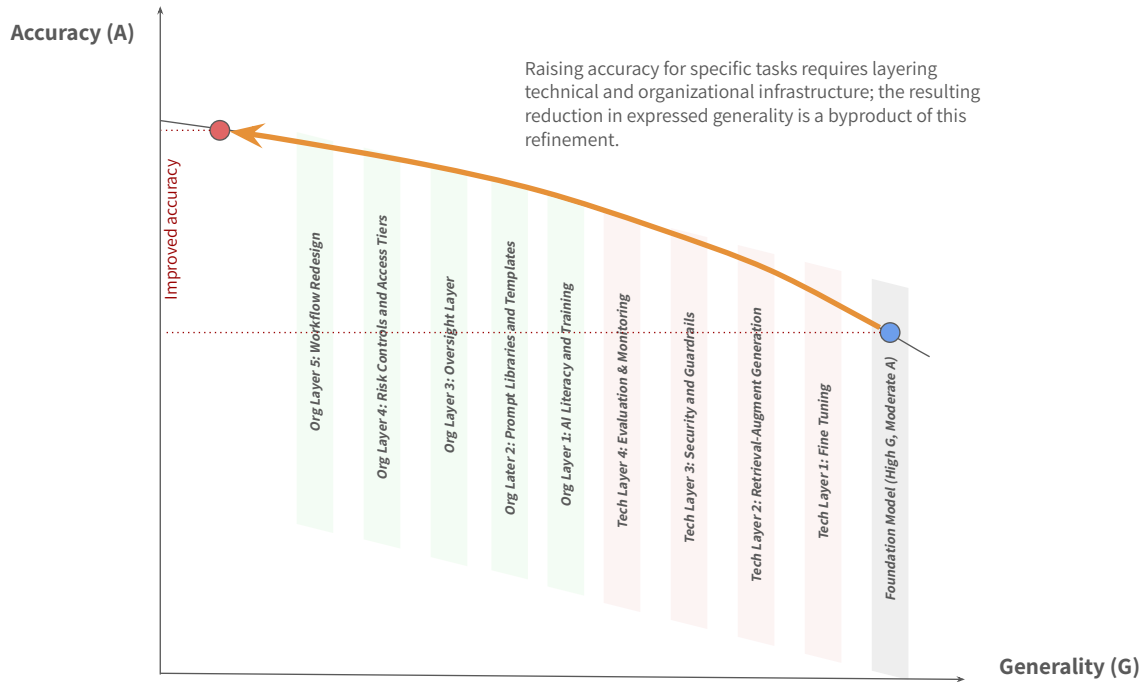 Accuracy (A)
Raising accuracy for specific tasks requires layering
technical and organizational infrastructure; the resulting
reduction in expressed generality is a byproduct of this
refinement.
Improved accuracy
Org Layer 5: Workflow Redesign
Org Layer 4: Risk Controls and Access Tiers
Org Layer 3: Oversight Layer
Org Later 2: Prompt Libraries and Templates
Org Layer 1: AI Literacy and Training
Tech Layer 4: Evaluation & Monitoring
Tech Layer 3: Security and Guardrails
Tech Layer 2: Retrieval-Augment Generation
Tech Layer 1: Fine Tuning
Foundation Model (High G, Moderate A)
Generality (G)